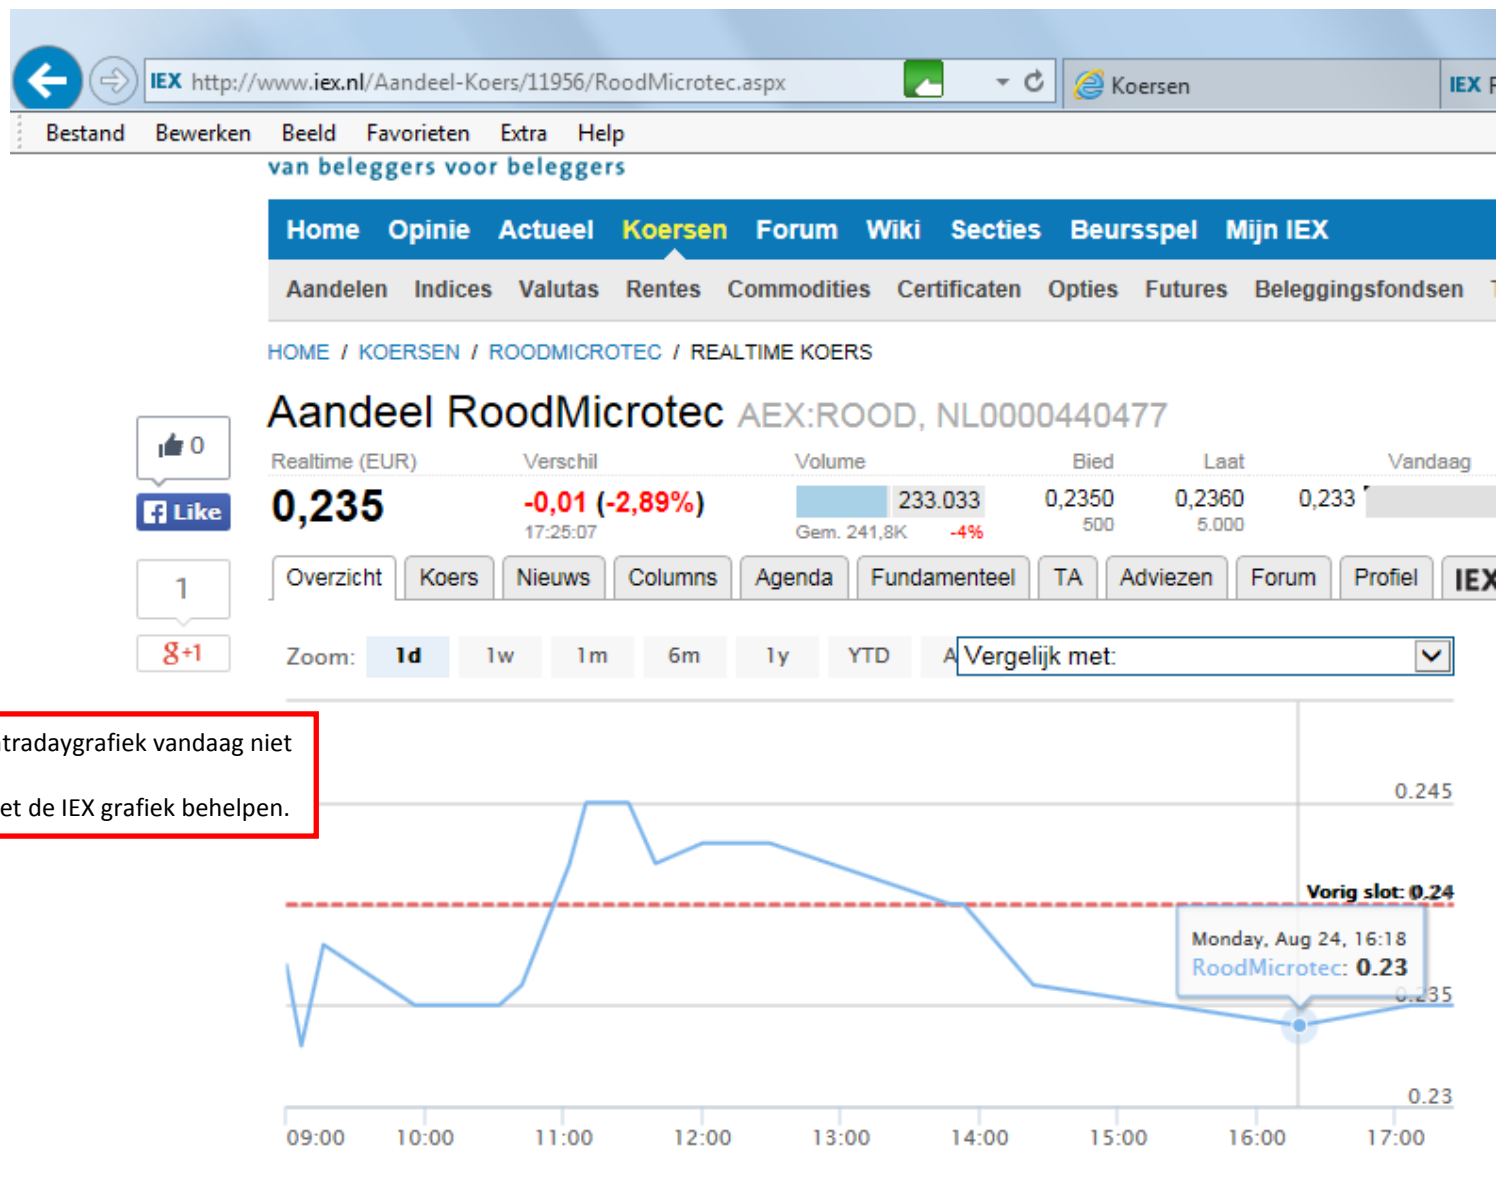 IEX http://www.iex.nl/Aandeel-Koers/11956/RoodMicrotec.aspx Koersen IEX
Bestand Bewerken Beeld Favorieten Extra Help
van beleggers voor beleggers
Home Opinie Actueel Koersen Forum Wiki Secties Beursspel Mijn IEX
Aandelen Indices Valutas Rentes Commodities Certificaten Opties Futures Beleggingsfondsen
HOME / KOERSEN / ROODMICROTEC / REALTIME KOERS
Aandeel RoodMicrotec AEX:ROOD, NL0000440477
0
Like
1
g+1
Realtime (EUR) Verschil Volume Bied Laat Vandaag
0,235 -0,01 (-2,89%) 233.033 0,2350 0,2360 0,233
17:25:07 Gem. 241,8K -4% 500 5.000
Overzicht Koers Nieuws Columns Agenda Fundamenteel TA Adviezen Forum Profiel IEX
Zoom: 1d 1w 1m 6m 1y YTD A Vergelijk met:
tradaygrafiek vandaag niet
et de IEX grafiek behelpen.
0.245
Vorig slot: 0.24
Monday, Aug 24, 16:18
RoodMicrotec: 0.23
0.235
0.23
09:00 10:00 11:00 12:00 13:00 14:00 15:00 16:00 17:00